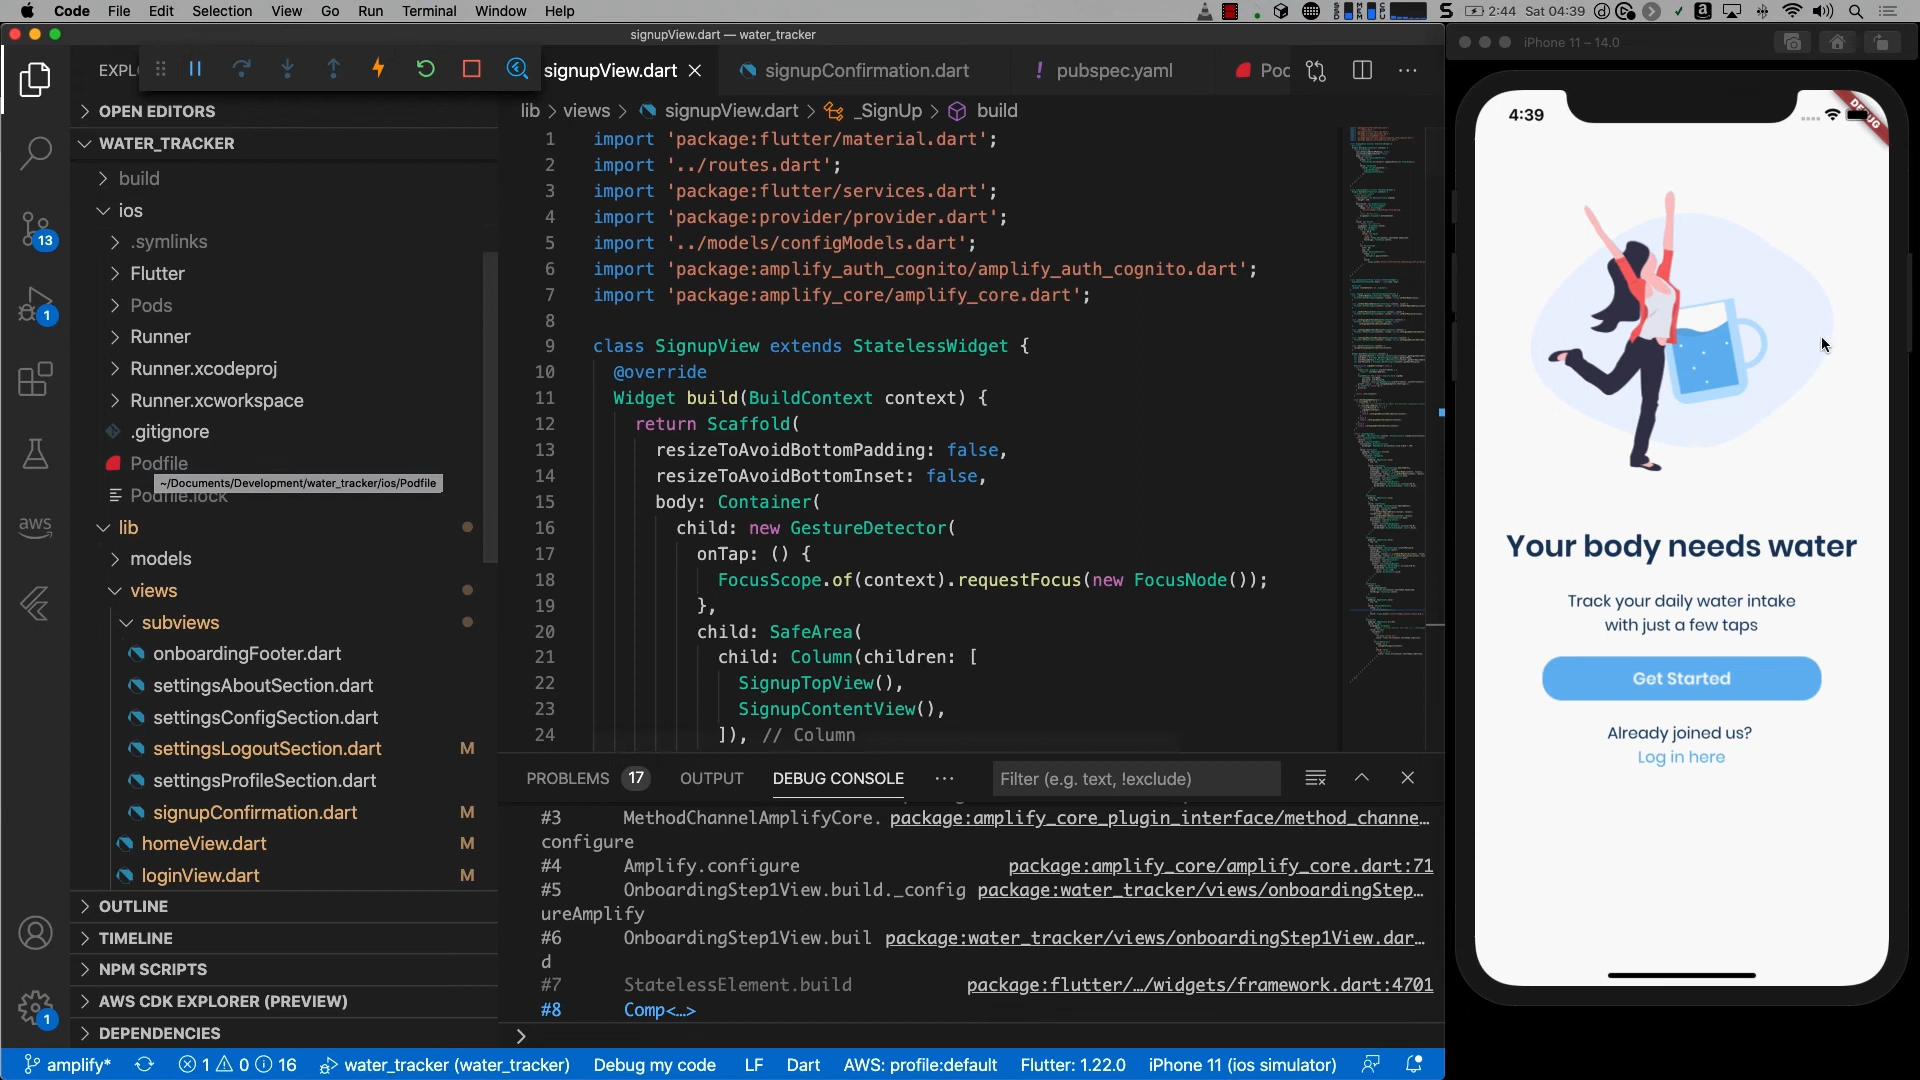 Code File Edit Selection View Go Run Terminal Window Help
2:44 Sat 04:39
signupView.dart — water_tracker
iPhone 11 – 14.0
EXPL
signupView.dart
signupConfirmation.dart
! pubspec.yaml
Poc
OPEN EDITORS
lib > views > signupView.dart > _SignUp > build
WATER_TRACKER
build
ios
.symlinks
Flutter
Pods
Runner
Runner.xcodeproj
Runner.xcworkspace
.gitignore
Podfile
~/Documents/Development/water_tracker/ios/Podfile
Podfile.lock
lib
models
views
subviews
onboardingFooter.dart
settingsAboutSection.dart
settingsConfigSection.dart
settingsLogoutSection.dart M
settingsProfileSection.dart
signupConfirmation.dart M
homeView.dart M
loginView.dart M
OUTLINE
TIMELINE
NPM SCRIPTS
AWS CDK EXPLORER (PREVIEW)
DEPENDENCIES
13
1
aws
1
1 import 'package:flutter/material.dart';
2 import '../routes.dart';
3 import 'package:flutter/services.dart';
4 import 'package:provider/provider.dart';
5 import '../models/configModels.dart';
6 import 'package:amplify_auth_cognito/amplify_auth_cognito.dart';
7 import 'package:amplify_core/amplify_core.dart';
8
9 class SignupView extends StatelessWidget {
10 @override
11 Widget build(BuildContext context) {
12 return Scaffold(
13 resizeToAvoidBottomPadding: false,
14 resizeToAvoidBottomInset: false,
15 body: Container(
16 child: new GestureDetector(
17 onTap: () {
18 FocusScope.of(context).requestFocus(new FocusNode());
19 },
20 child: SafeArea(
21 child: Column(children: [
22 SignupTopView(),
23 SignupContentView(),
24 ]), // Column
PROBLEMS 17 OUTPUT DEBUG CONSOLE ··· Filter (e.g. text, !exclude)
#3 MethodChannelAmplifyCore. package:amplify_core_plugin_interface/method_channe…
configure
#4 Amplify.configure package:amplify_core/amplify_core.dart:71
#5 OnboardingStep1View.build._config package:water_tracker/views/onboardingStep…
ureAmplify
#6 OnboardingStep1View.buil package:water_tracker/views/onboardingStep1View.dar…
d
#7 StatelessElement.build package:flutter/…/widgets/framework.dart:4701
#8 Comp<…>
>
amplify* 1 0 16 water_tracker (water_tracker) Debug my code LF Dart AWS: profile:default Flutter: 1.22.0 iPhone 11 (ios simulator)
4:39
DEBUG
Your body needs water
Track your daily water intake
with just a few taps
Get Started
Already joined us?
Log in here